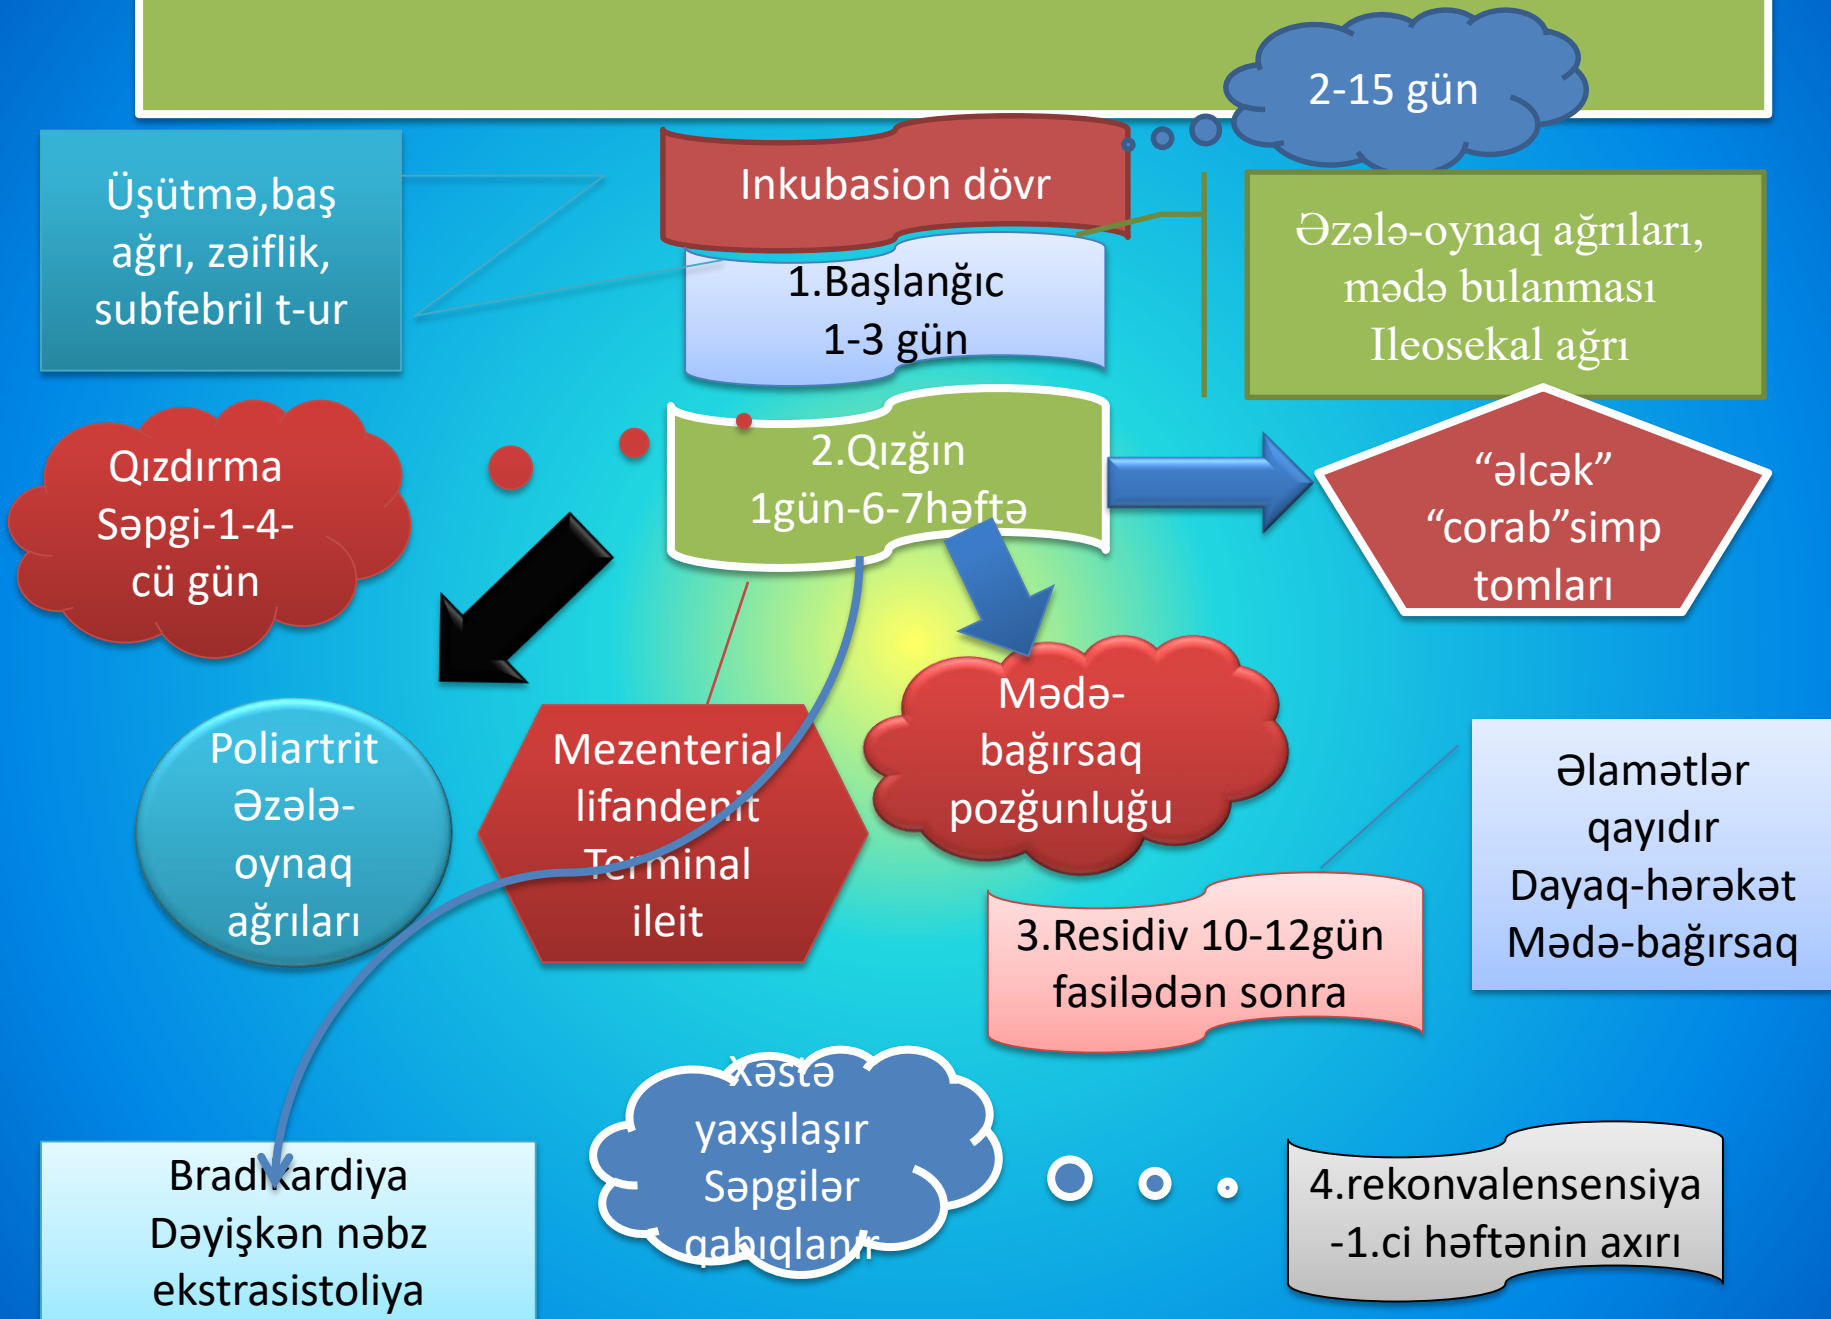 2-15 gün
Inkubasion dövr
Üşütmə,baş
ağrı, zəiflik,
subfebril t-ur
1.Başlanğıc
1-3 gün
Əzələ-oynaq ağrıları,
mədə bulanması
Ileosekal ağrı
2.Qızğın
1gün-6-7həftə
Qızdırma
Səpgi-1-4-
cü gün
“əlcək”
“corab”simp
tomları
Poliartrit
Əzələ-
oynaq
ağrıları
Mezenterial
lifandenit
Terminal
ileit
Mədə-
bağırsaq
pozğunluğu
Əlamətlər
qayıdır
Dayaq-hərəkət
Mədə-bağırsaq
3.Residiv 10-12gün
fasilədən sonra
Xəstə
yaxşılaşır
Səpgilər
qabıqlanır
4.rekonvalensensiya
-1.ci həftənin axırı
Bradikardiya
Dəyişkən nəbz
ekstrasistoliya